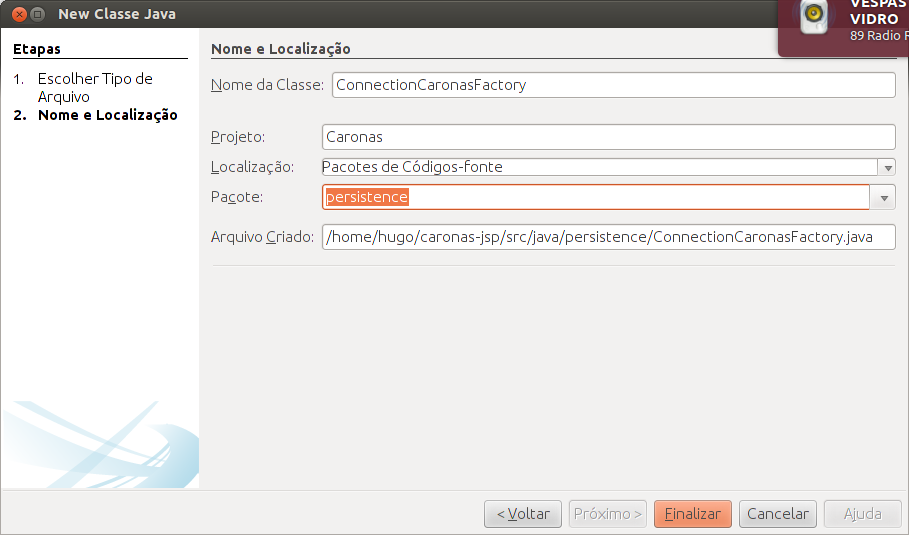 New Classe Java
VESPAS
VIDRO
89 Radio
Etapas
1. Escolher Tipo de
Arquivo
2. Nome e Localização
Nome e Localização
Nome da Classe: ConnectionCaronasFactory
Projeto: Caronas
Localização: Pacotes de Códigos-fonte
Pacote: persistence
Arquivo Criado: /home/hugo/caronas-jsp/src/java/persistence/ConnectionCaronasFactory.java
< Voltar Próximo > Finalizar Cancelar Ajuda